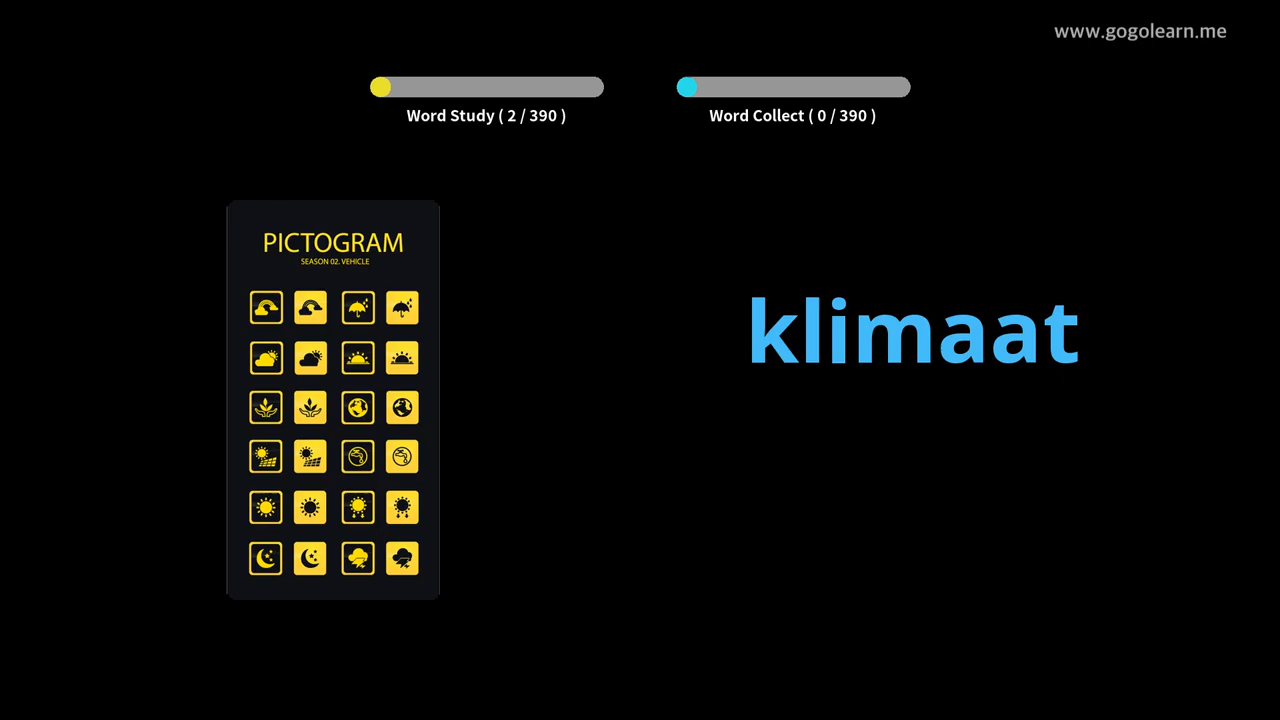 www.gogolearn.me
Word Study ( 2 / 390 )
Word Collect ( 0 / 390 )
PICTOGRAM
SEASON 02. VEHICLE
klimaat